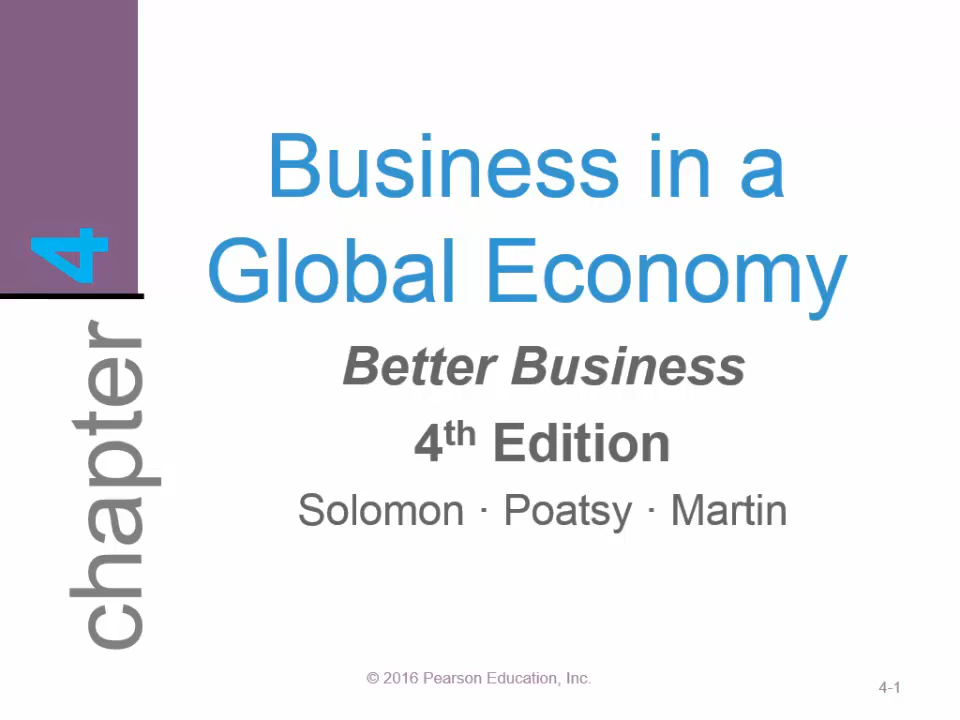 chapter 4
Business in a
Global Economy
Better Business
4th Edition
Solomon · Poatsy · Martin
© 2016 Pearson Education, Inc.
4-1